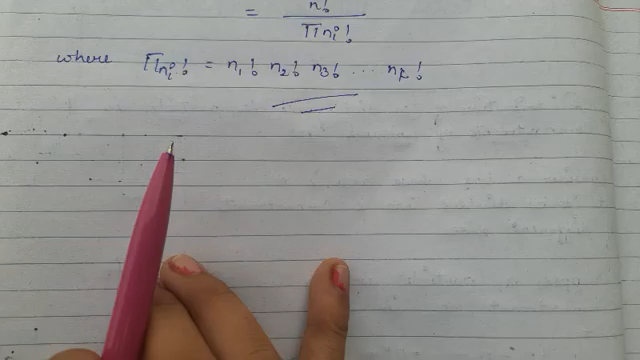 = n! / Πni!
where Πni! = n1! n2! n3! ... nr!